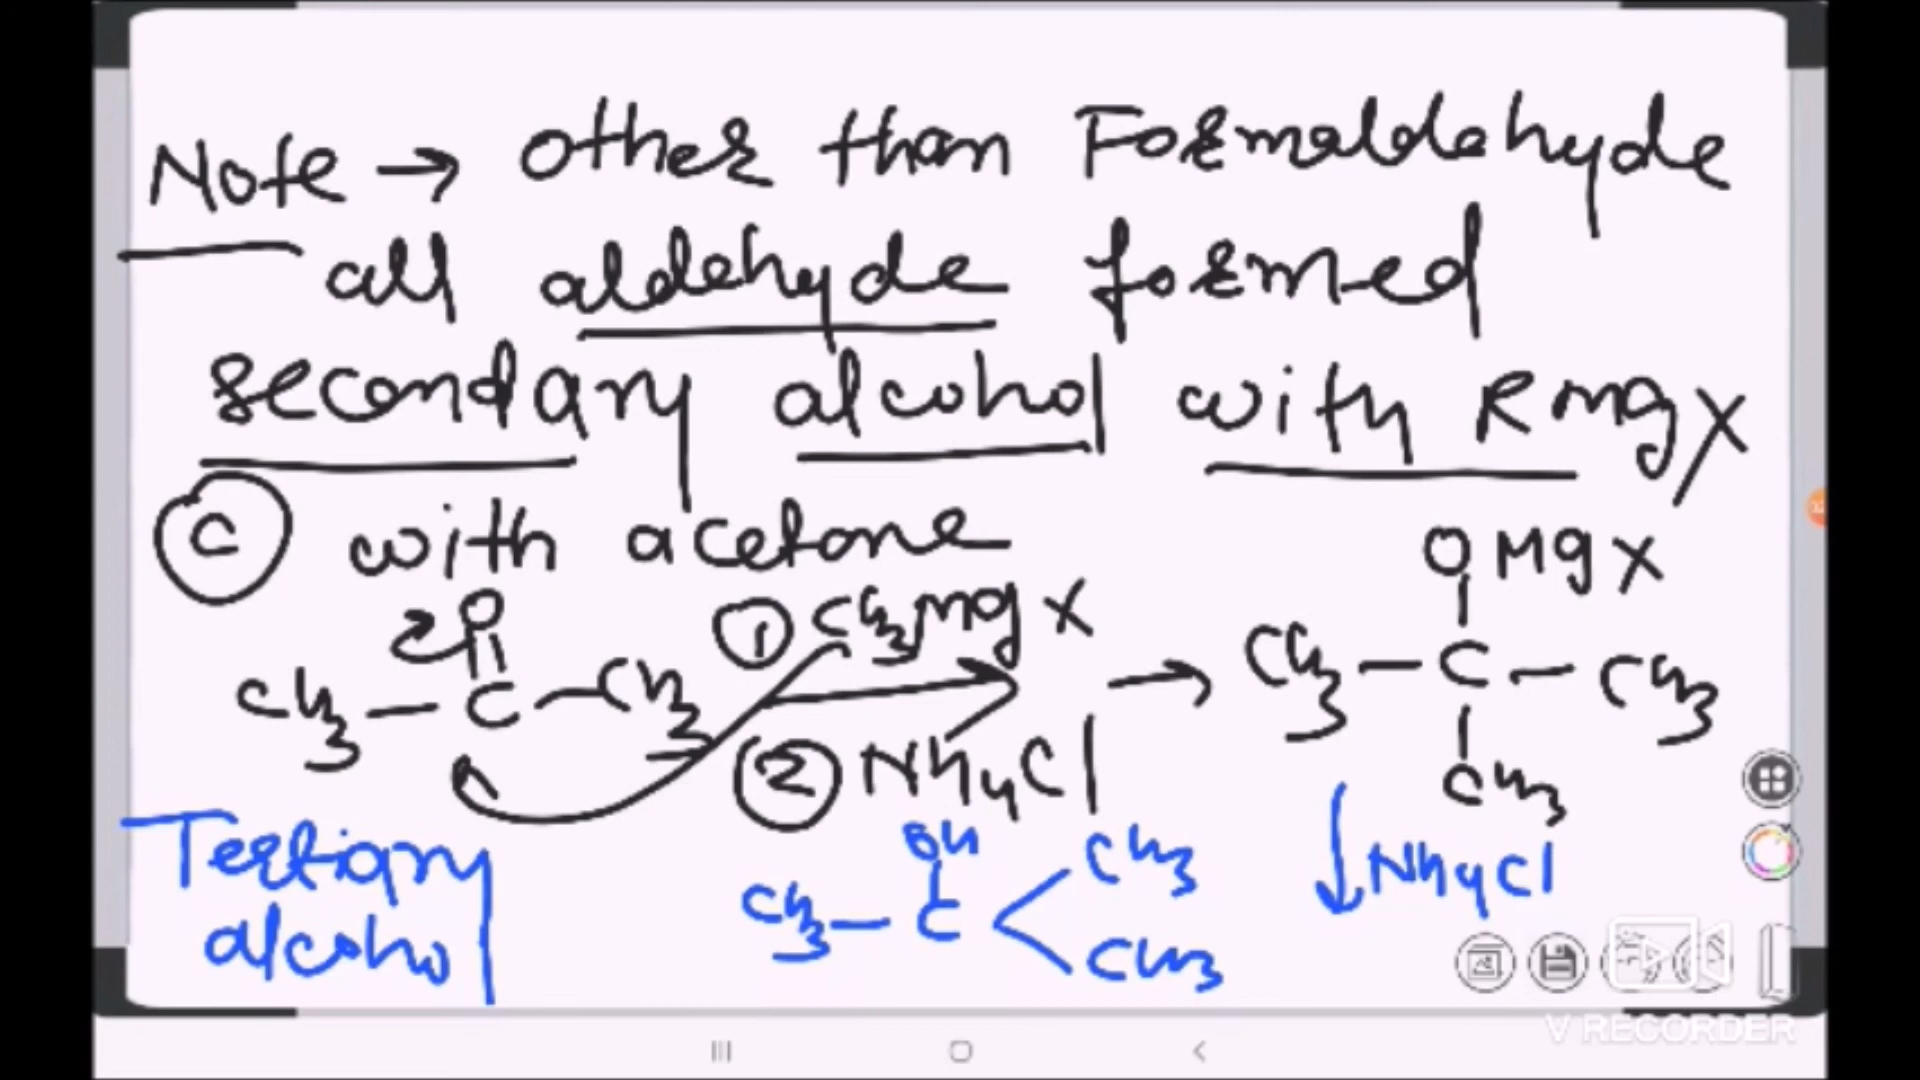 Note → other than Formaldehyde
all aldehyde formed
secondary alcohol with RMgX
C with acetone
O
CH3 — C — CH3
① CH3MgX
② NH4Cl
→
OMgX
CH3 — C — CH3
CH3
↓ NH4Cl
OH
CH3 — C < CH3
CH3
Tertiary
alcohol
V RECORDER